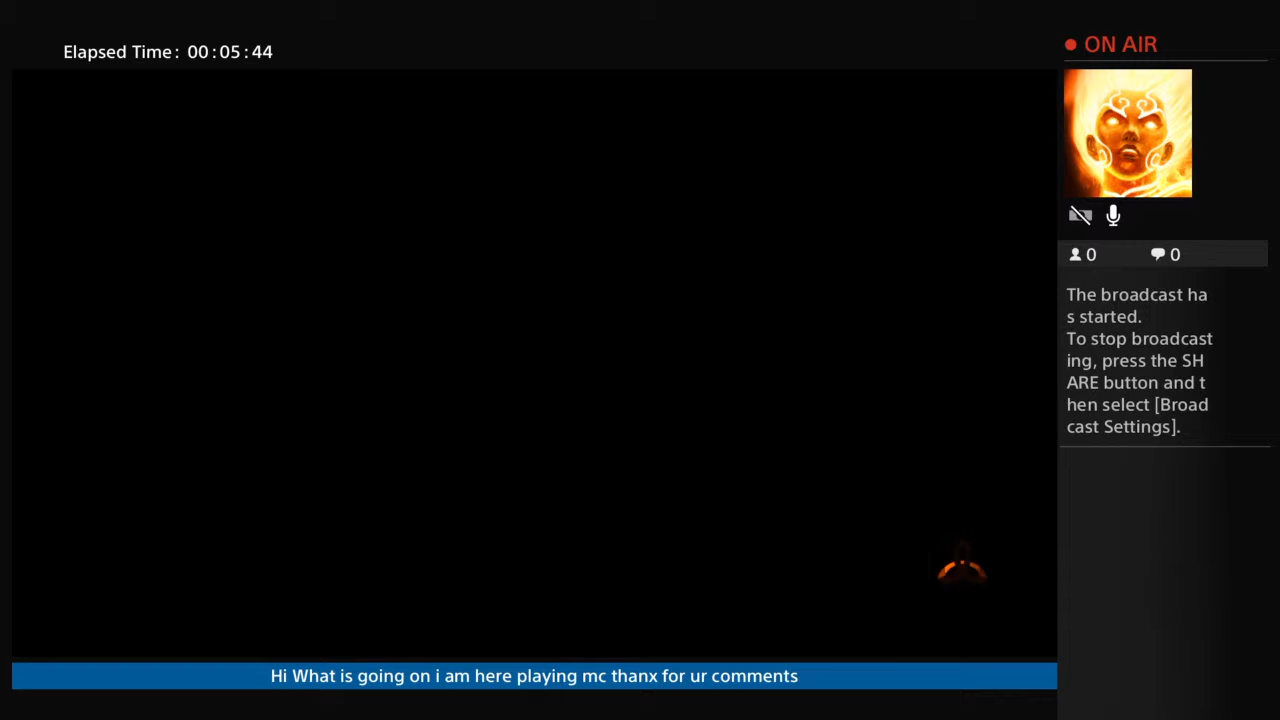 Elapsed Time: 00:05:44
ON AIR
0 0
The broadcast ha
s started.
To stop broadcast
ing, press the SH
ARE button and t
hen select [Broad
cast Settings].
Hi What is going on i am here playing mc thanx for ur comments